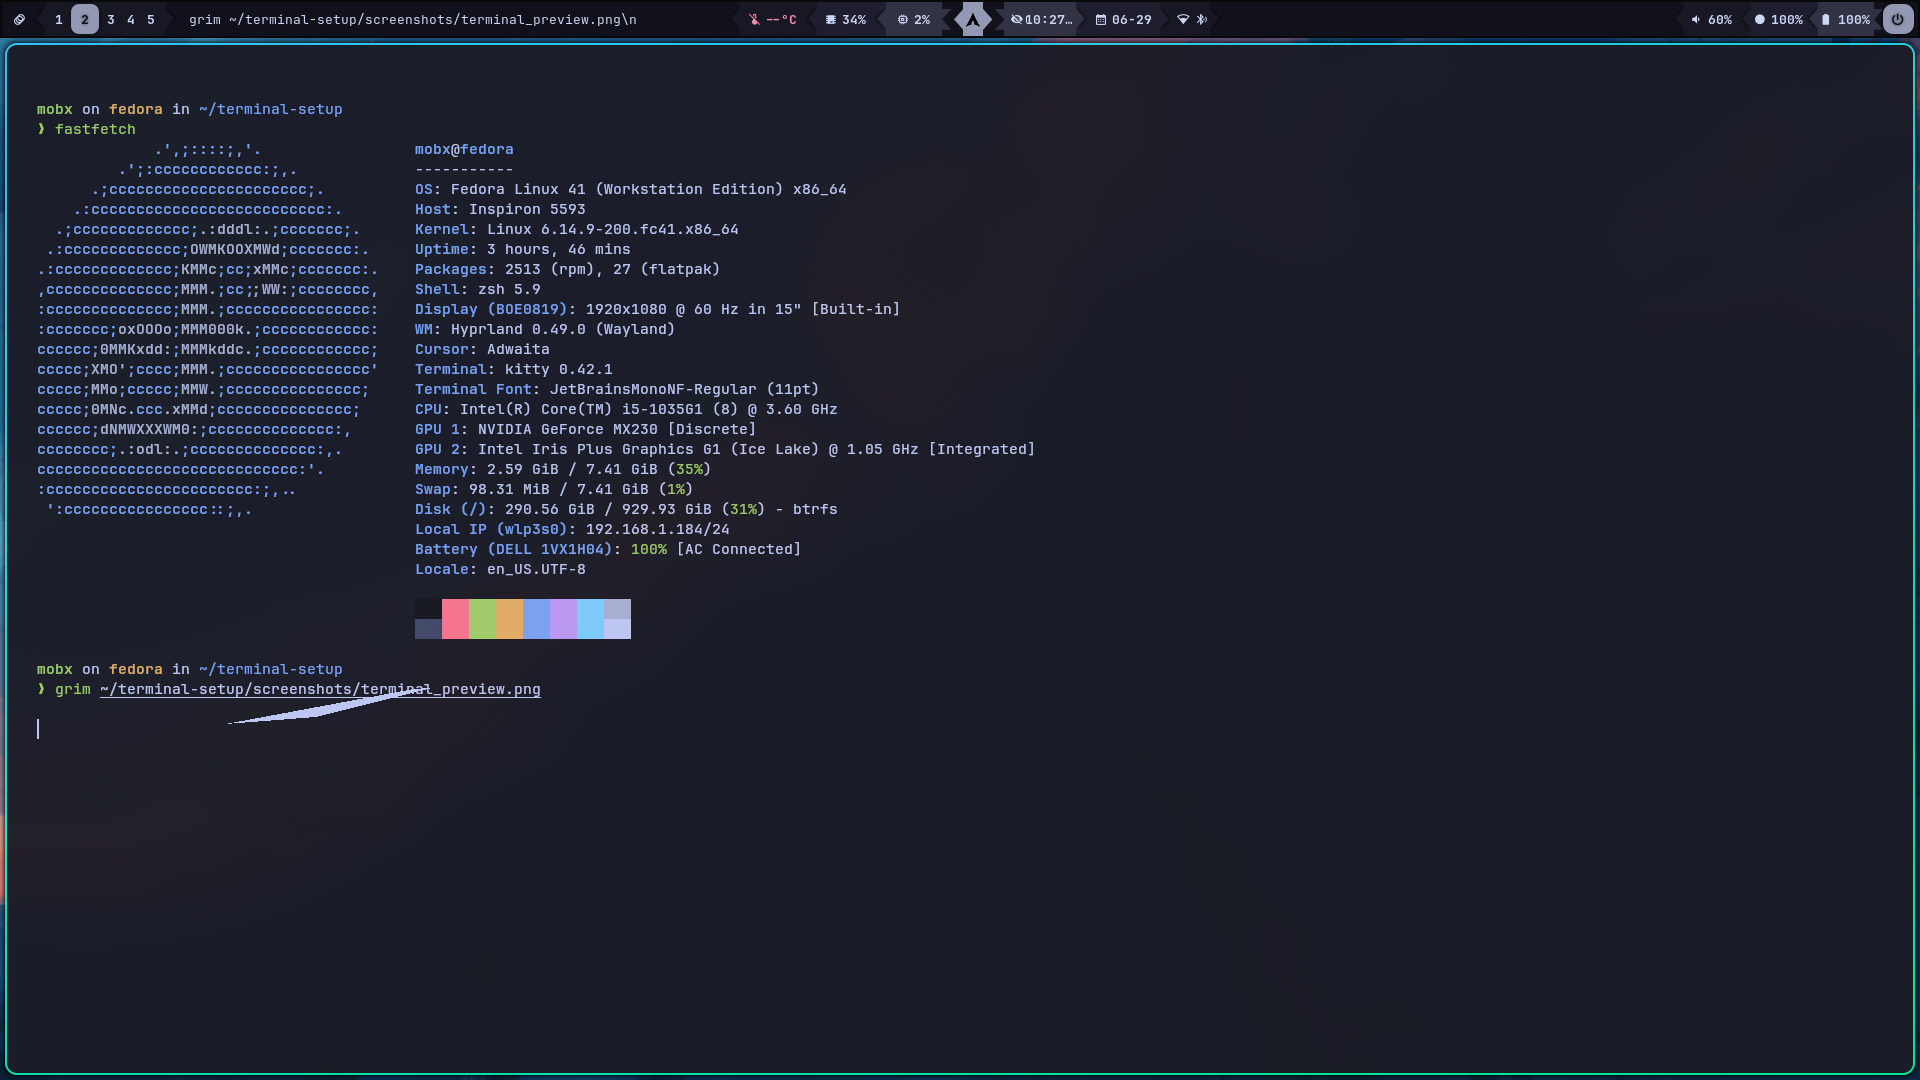 1 2 3 4 5 grim ~/terminal-setup/screenshots/terminal_preview.png\n --°C 34% 2% 10:27… 06-29 60% 100% 100%
mobx on fedora in ~/terminal-setup
❱ fastfetch
.',;::::;,'. mobx@fedora
.';:cccccccccccc:;,. -----------
.;cccccccccccccccccccccc;. OS: Fedora Linux 41 (Workstation Edition) x86_64
.:cccccccccccccccccccccccccc:. Host: Inspiron 5593
.;ccccccccccccc;.:dddl:.;ccccccc;. Kernel: Linux 6.14.9-200.fc41.x86_64
.:ccccccccccccc;OWMKOOXMWd;ccccccc:. Uptime: 3 hours, 46 mins
.:ccccccccccccc;KMMc;cc;xMMc;ccccccc:. Packages: 2513 (rpm), 27 (flatpak)
,cccccccccccccc;MMM.;cc;;WW:;cccccccc, Shell: zsh 5.9
:cccccccccccccc;MMM.;cccccccccccccccc: Display (BOE0819): 1920x1080 @ 60 Hz in 15" [Built-in]
:ccccccc;oxOOOo;MMM000k.;cccccccccccc: WM: Hyprland 0.49.0 (Wayland)
cccccc;0MMKxdd:;MMMkddc.;cccccccccccc; Cursor: Adwaita
ccccc;XMO';cccc;MMM.;cccccccccccccccc' Terminal: kitty 0.42.1
ccccc;MMo;ccccc;MMW.;ccccccccccccccc; Terminal Font: JetBrainsMonoNF-Regular (11pt)
ccccc;0MNc.ccc.xMMd;ccccccccccccccc; CPU: Intel(R) Core(TM) i5-1035G1 (8) @ 3.60 GHz
cccccc;dNMWXXXWM0:;cccccccccccccc:, GPU 1: NVIDIA GeForce MX230 [Discrete]
cccccccc;.:odl:.;cccccccccccccc:,. GPU 2: Intel Iris Plus Graphics G1 (Ice Lake) @ 1.05 GHz [Integrated]
ccccccccccccccccccccccccccccc:'. Memory: 2.59 GiB / 7.41 GiB (35%)
:ccccccccccccccccccccccc:;,.. Swap: 98.31 MiB / 7.41 GiB (1%)
':cccccccccccccccc::;,. Disk (/): 290.56 GiB / 929.93 GiB (31%) - btrfs
Local IP (wlp3s0): 192.168.1.184/24
Battery (DELL 1VX1H04): 100% [AC Connected]
Locale: en_US.UTF-8
mobx on fedora in ~/terminal-setup
❱ grim ~/terminal-setup/screenshots/terminal_preview.png